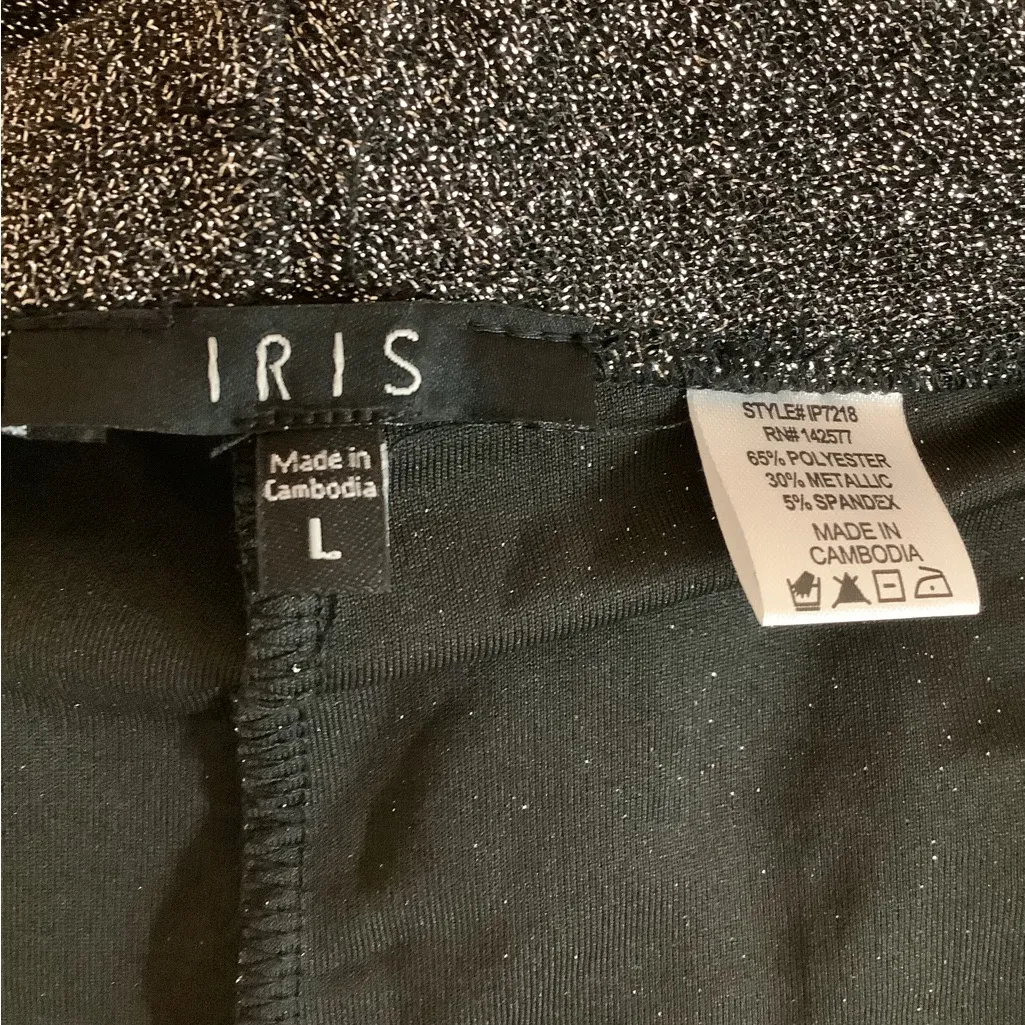 IRIS
Made in
Cambodia
L
STYLE# IP7218
RN# 142577
65% POLYESTER
30% METALLIC
5% SPANDEX
MADE IN
CAMBODIA